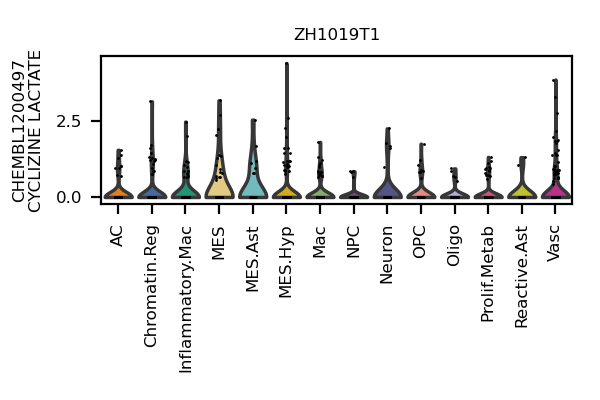 ZH1019T1
CHEMBL1200497
CYCLIZINE LACTATE
2.5
0.0
AC
Chromatin.Reg
Inflammatory.Mac
MES
MES.Ast
MES.Hyp
Mac
NPC
Neuron
OPC
Oligo
Prolif.Metab
Reactive.Ast
Vasc